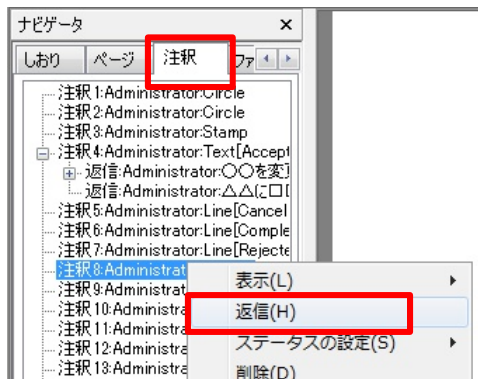 ナビゲータ ×
しおり ページ 注釈 ファ
注釈1:Administrator:Circle
注釈2:Administrator:Circle
注釈3:Administrator:Stamp
注釈4:Administrator:Text[Accept
返信:Administrator:〇〇を変更
返信:Administrator:△△(に□[
注釈5:Administrator:Line[Cancel
注釈6:Administrator:Line[Comple
注釈7:Administrator:Line[Rejecte
注釈8:Administrat
注釈9:Administra
注釈10:Administra
注釈11:Administra
注釈12:Administra
注釈13:Administra
表示(L)
返信(H)
ステータスの設定(S)
削除(D)